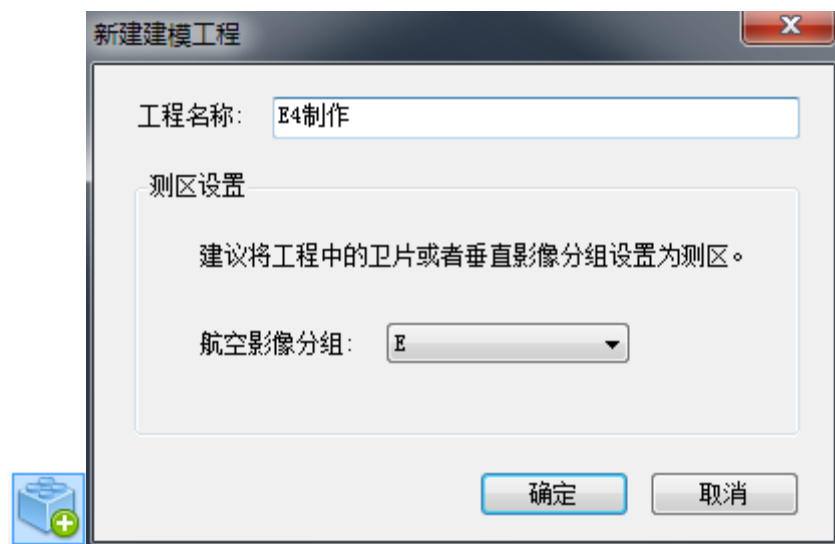 新建建模工程
工程名称: E4制作
测区设置
建议将工程中的卫片或者垂直影像分组设置为测区。
航空影像分组: E
确定 取消